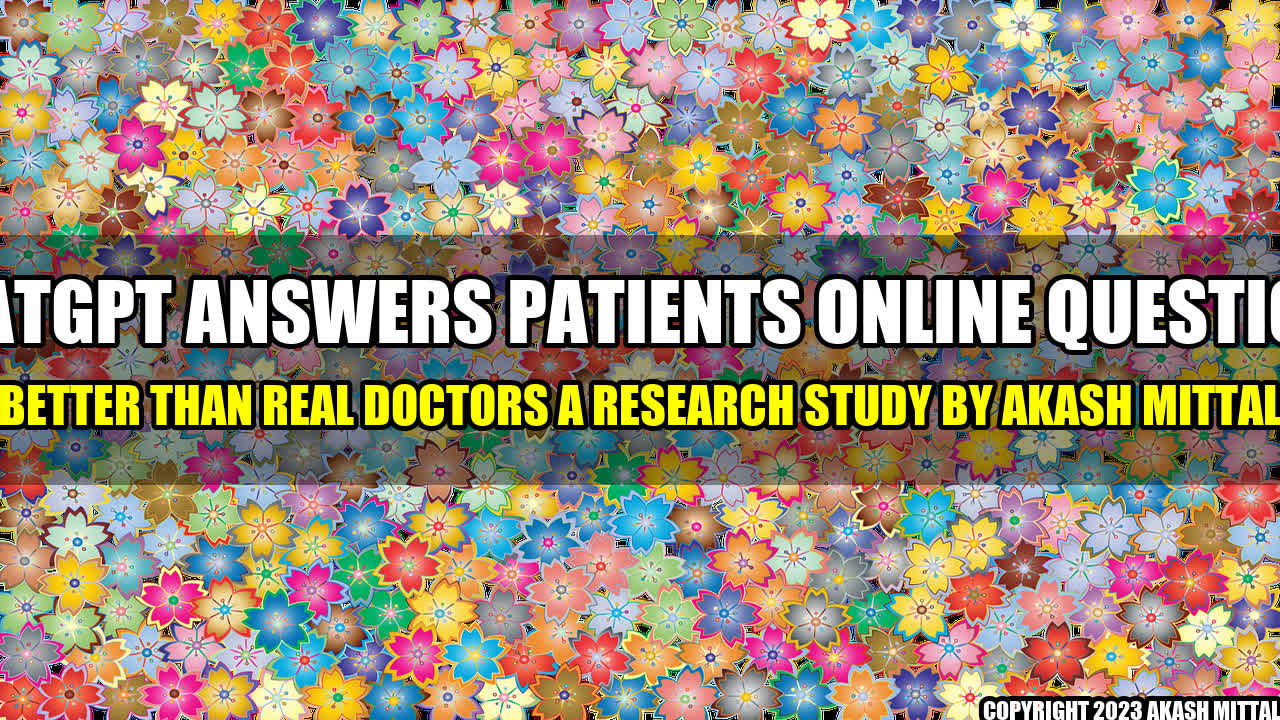 ATGPT ANSWERS PATIENTS ONLINE QUESTIO
BETTER THAN REAL DOCTORS A RESEARCH STUDY BY AKASH MITTAL
COPYRIGHT 2023 AKASH MITTAL